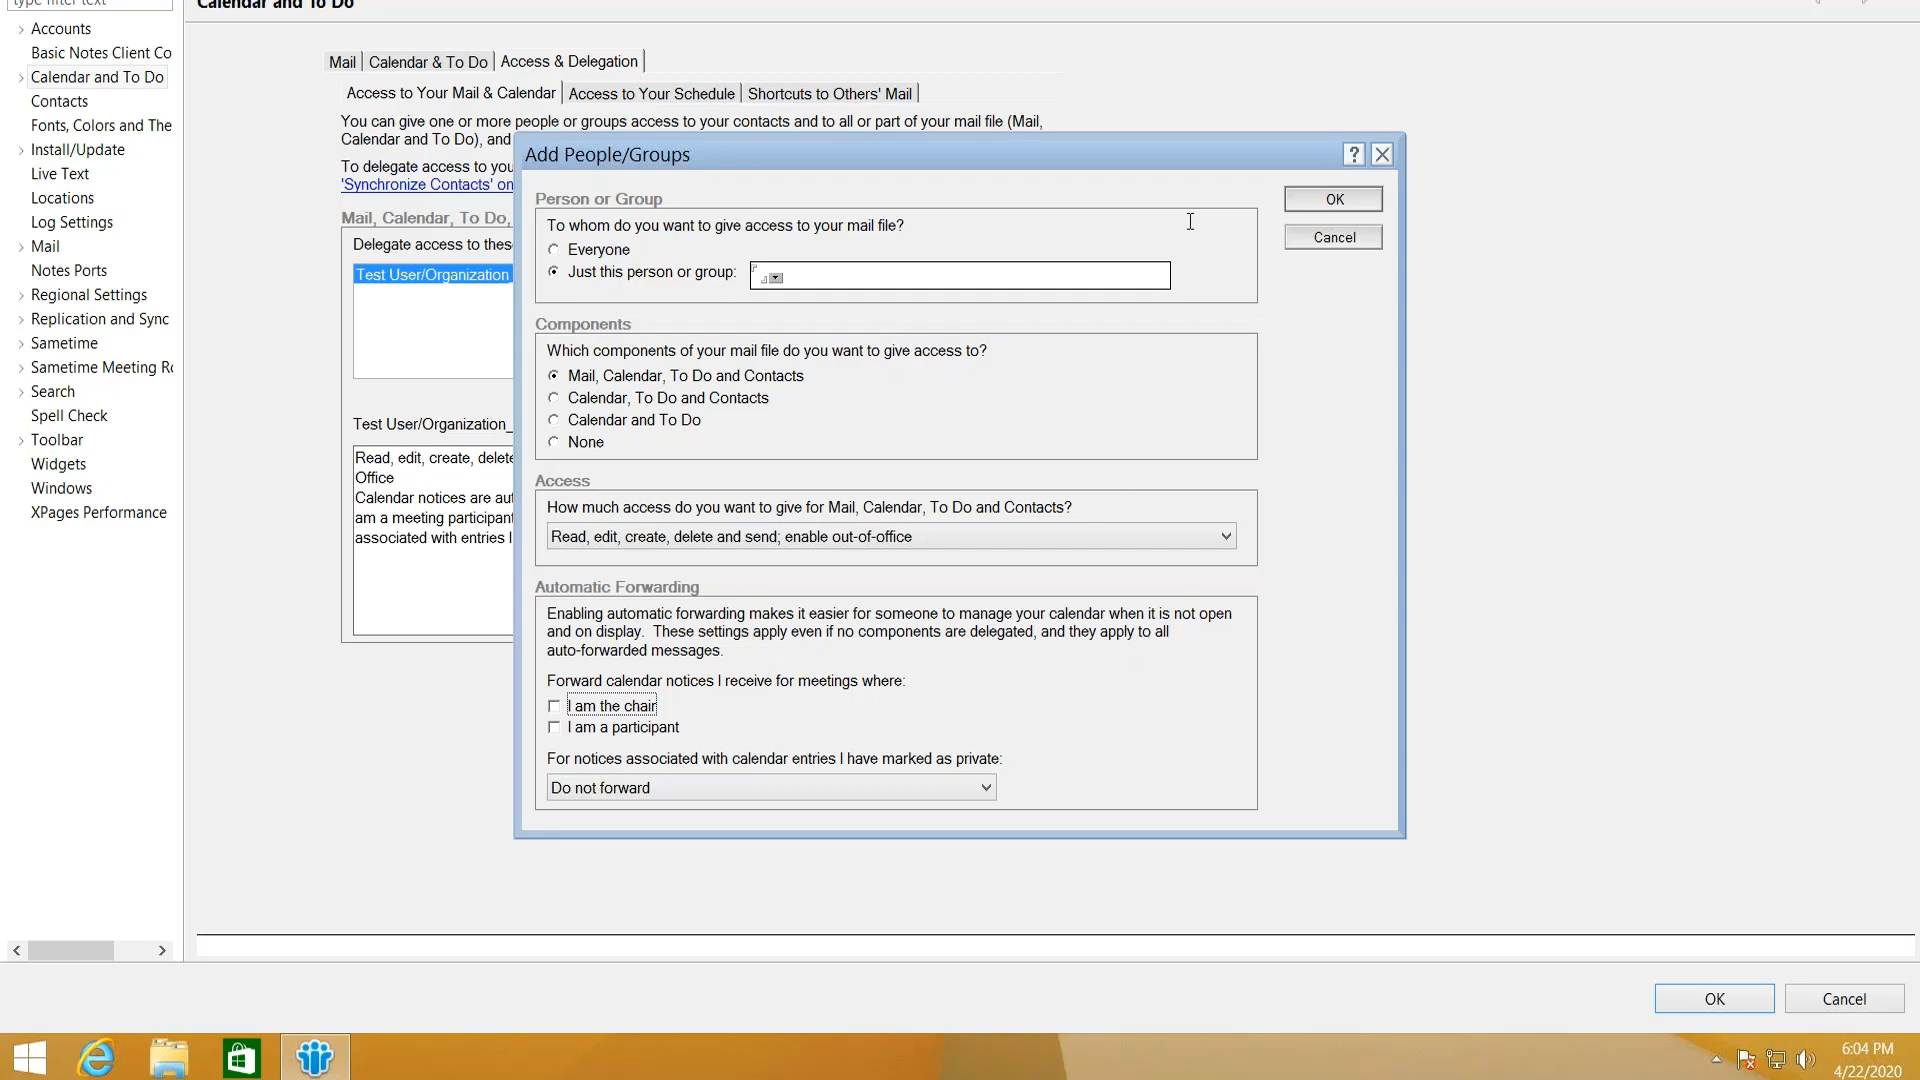 type filter text
Accounts
Basic Notes Client Co
Calendar and To Do
Contacts
Fonts, Colors and The
Install/Update
Live Text
Locations
Log Settings
Mail
Notes Ports
Regional Settings
Replication and Sync
Sametime
Sametime Meeting Ro
Search
Spell Check
Toolbar
Widgets
Windows
XPages Performance
Calendar and To Do
Mail
Calendar & To Do
Access & Delegation
Access to Your Mail & Calendar
Access to Your Schedule
Shortcuts to Others' Mail
You can give one or more people or groups access to your contacts and to all or part of your mail file (Mail,
Calendar and To Do), and
To delegate access to you
'Synchronize Contacts' on
Mail, Calendar, To Do,
Delegate access to these
Test User/Organization
Test User/Organization_
Read, edit, create, delete
Office
Calendar notices are aut
am a meeting participant
associated with entries I
Add People/Groups
?
Person or Group
To whom do you want to give access to your mail file?
Everyone
Just this person or group:
Components
Which components of your mail file do you want to give access to?
Mail, Calendar, To Do and Contacts
Calendar, To Do and Contacts
Calendar and To Do
None
Access
How much access do you want to give for Mail, Calendar, To Do and Contacts?
Read, edit, create, delete and send; enable out-of-office
Automatic Forwarding
Enabling automatic forwarding makes it easier for someone to manage your calendar when it is not open
and on display. These settings apply even if no components are delegated, and they apply to all
auto-forwarded messages.
Forward calendar notices I receive for meetings where:
I am the chair
I am a participant
For notices associated with calendar entries I have marked as private:
Do not forward
OK
Cancel
OK
Cancel
6:04 PM
4/22/2020